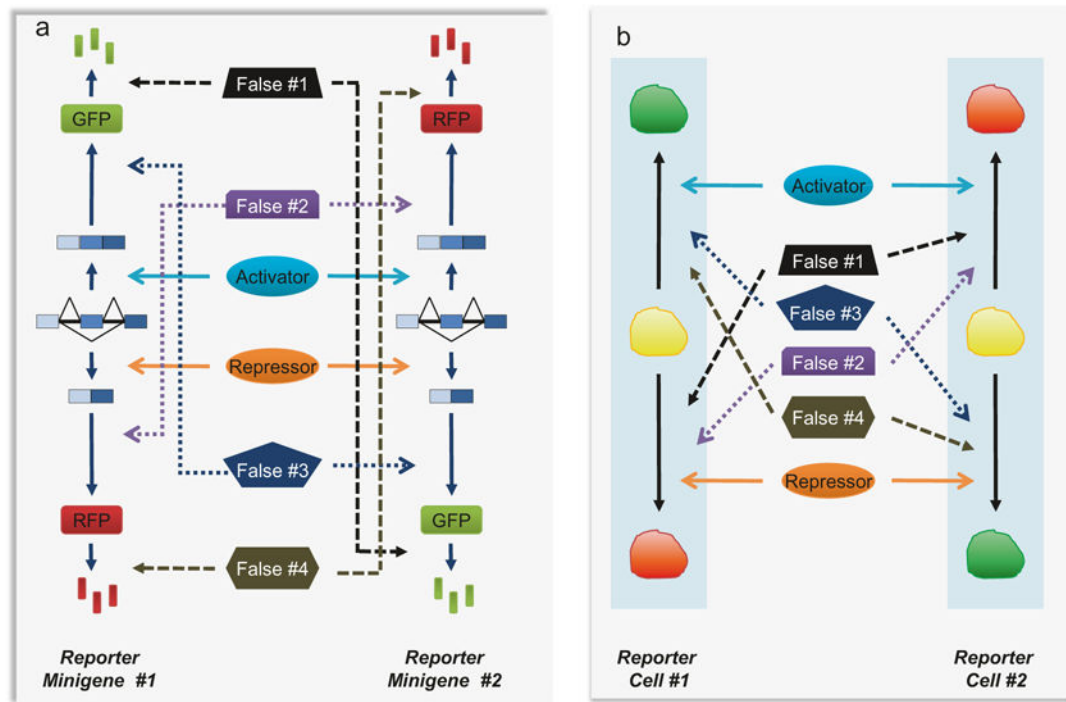 a
False #1
GFP
RFP
False #2
Activator
Repressor
False #3
RFP
GFP
False #4
Reporter
Minigene #1
Reporter
Minigene #2
b
Activator
False #1
False #3
False #2
False #4
Repressor
Reporter
Cell #1
Reporter
Cell #2